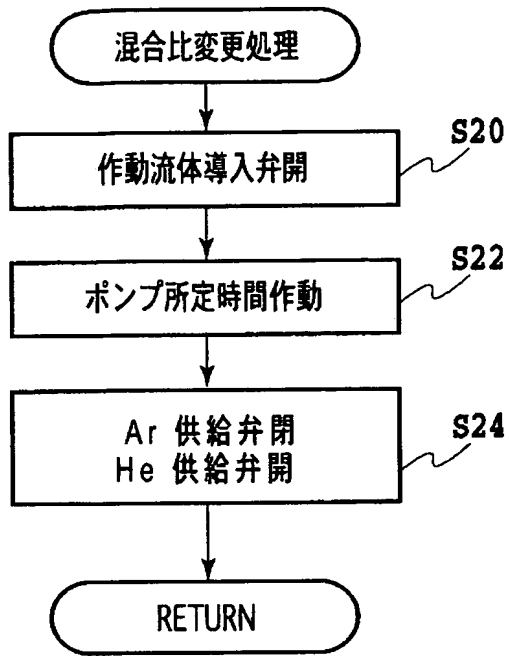 混合比変更処理
S20
作動流体導入弁開
S22
ポンプ所定時間作動
S24
Ar 供給弁閉
He 供給弁開
RETURN